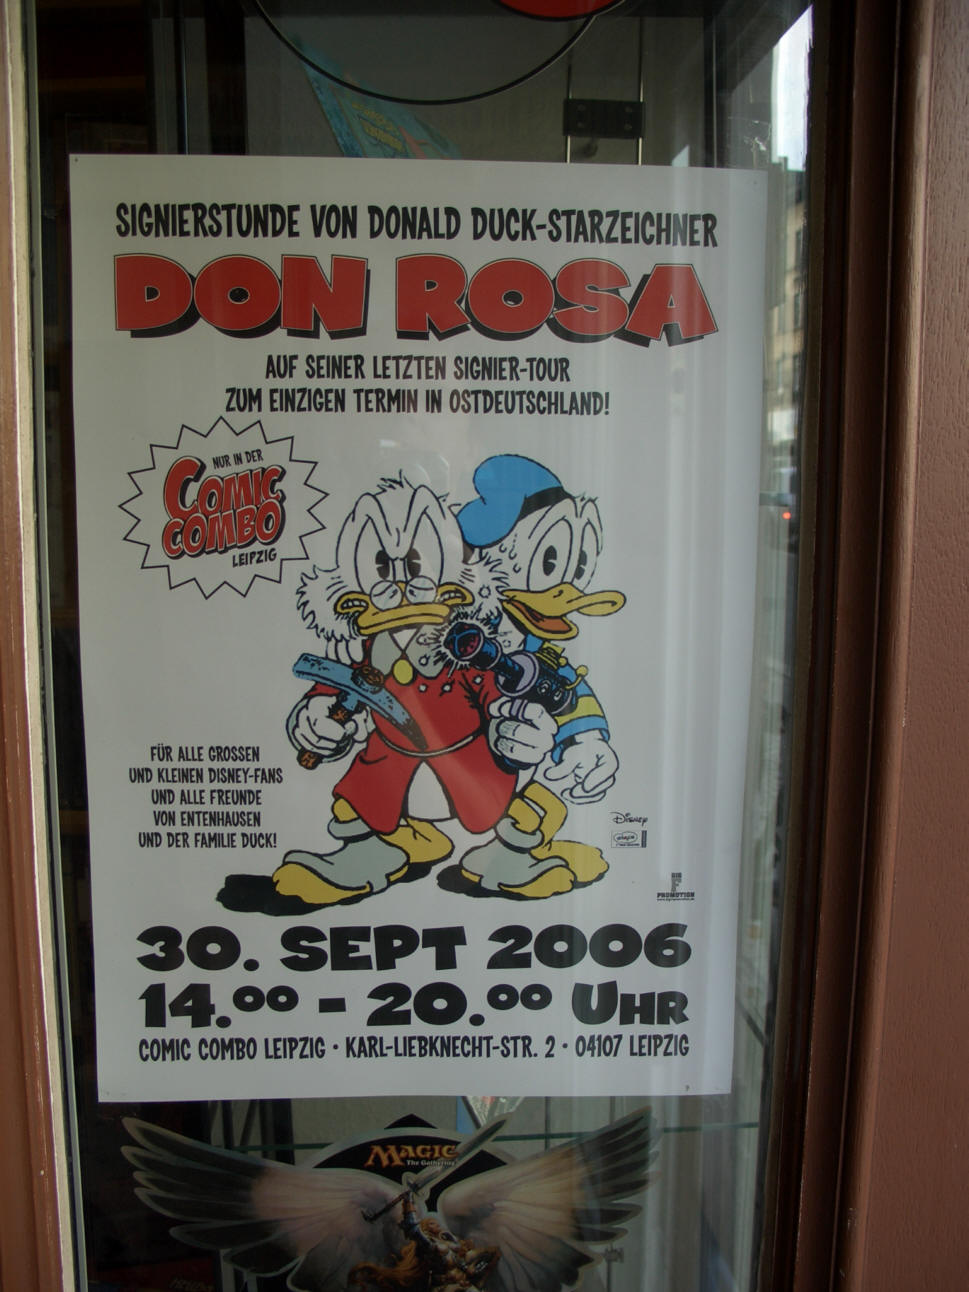 SIGNIERSTUNDE VON DONALD DUCK-STARZEICHNER
DON ROSA
AUF SEINER LETZTEN SIGNIER-TOUR
ZUM EINZIGEN TERMIN IN OSTDEUTSCHLAND!
NUR IN DER
COMIC
COMBO
LEIPZIG
FÜR ALLE GROSSEN
UND KLEINEN DISNEY-FANS
UND ALLE FREUNDE
VON ENTENHAUSEN
UND DER FAMILIE DUCK!
Disney
PROMOTION
30. SEPT 2006
14.00 - 20.00 UHR
COMIC COMBO LEIPZIG · KARL-LIEBKNECHT-STR. 2 · 04107 LEIPZIG
MAGIC
The Gathering